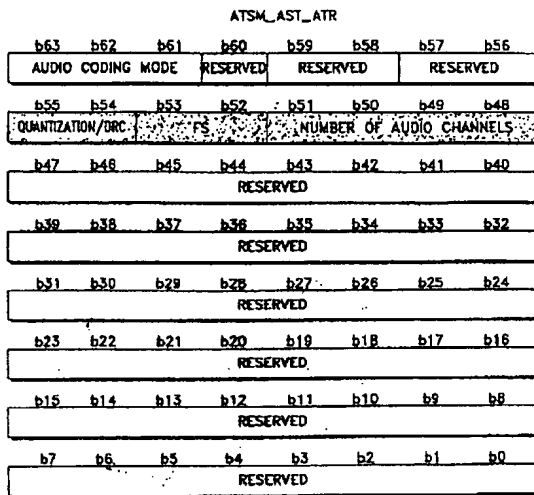 ATSM_AST_ATR
b63 b62 b61 b60 b59 b58 b57 b56
AUDIO CODING MODE RESERVED RESERVED RESERVED
b55 b54 b53 b52 b51 b50 b49 b48
QUANTIZATION/DRC FS NUMBER OF AUDIO CHANNELS
b47 b46 b45 b44 b43 b42 b41 b40
RESERVED
b39 b38 b37 b36 b35 b34 b33 b32
RESERVED
b31 b30 b29 b28 b27 b26 b25 b24
RESERVED
b23 b22 b21 b20 b19 b18 b17 b16
RESERVED
b15 b14 b13 b12 b11 b10 b9 b8
RESERVED
b7 b6 b5 b4 b3 b2 b1 b0
RESERVED